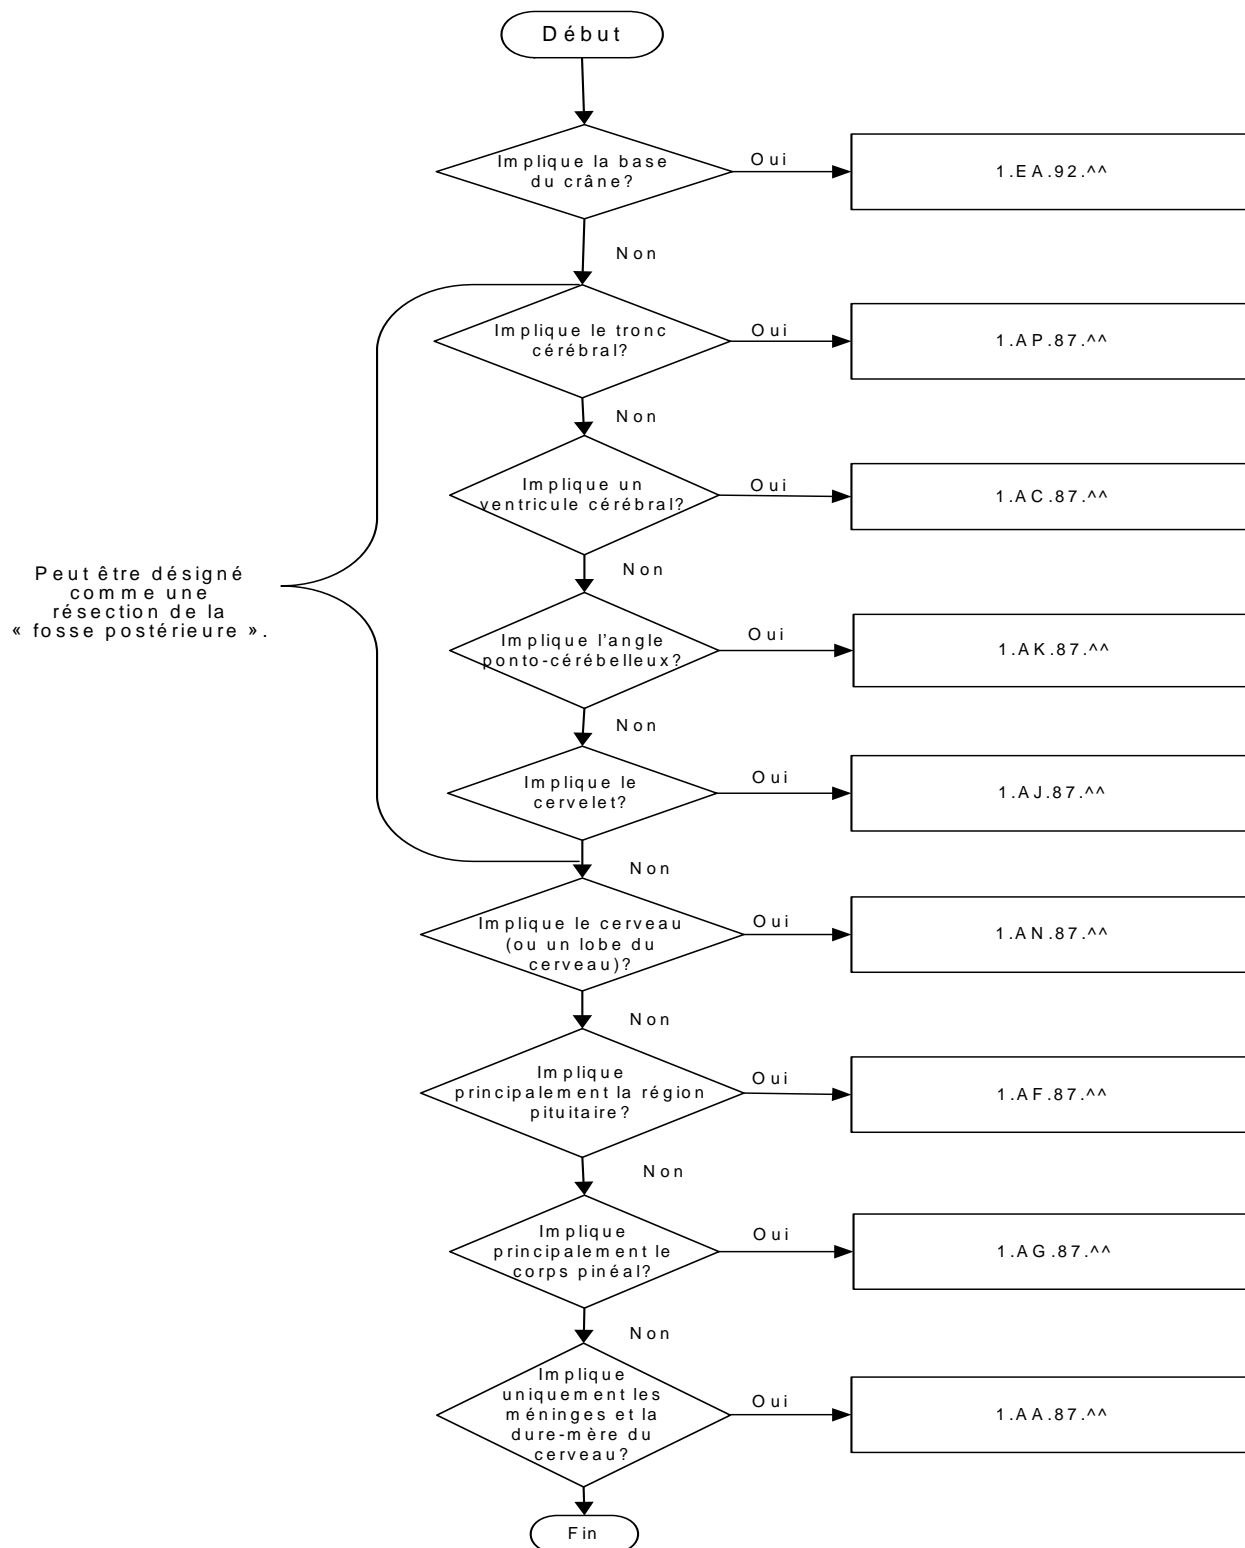 Début
Implique la base
du crâne?
Oui
1.EA.92.^^
Non
Implique le tronc
cérébral?
Oui
1.AP.87.^^
Non
Implique un
ventricule cérébral?
Oui
1.AC.87.^^
Non
Peut être désigné
comme une
résection de la
« fosse postérieure ».
Implique l'angle
ponto-cérébelleux?
Oui
1.AK.87.^^
Non
Implique le
cervelet?
Oui
1.AJ.87.^^
Non
Implique le cerveau
(ou un lobe du
cerveau)?
Oui
1.AN.87.^^
Non
Implique
principalement la région
pituitaire?
Oui
1.AF.87.^^
Non
Implique
principalement le
corps pinéal?
Oui
1.AG.87.^^
Non
Implique
uniquement les
méninges et la
dure-mère du
cerveau?
Oui
1.AA.87.^^
Fin